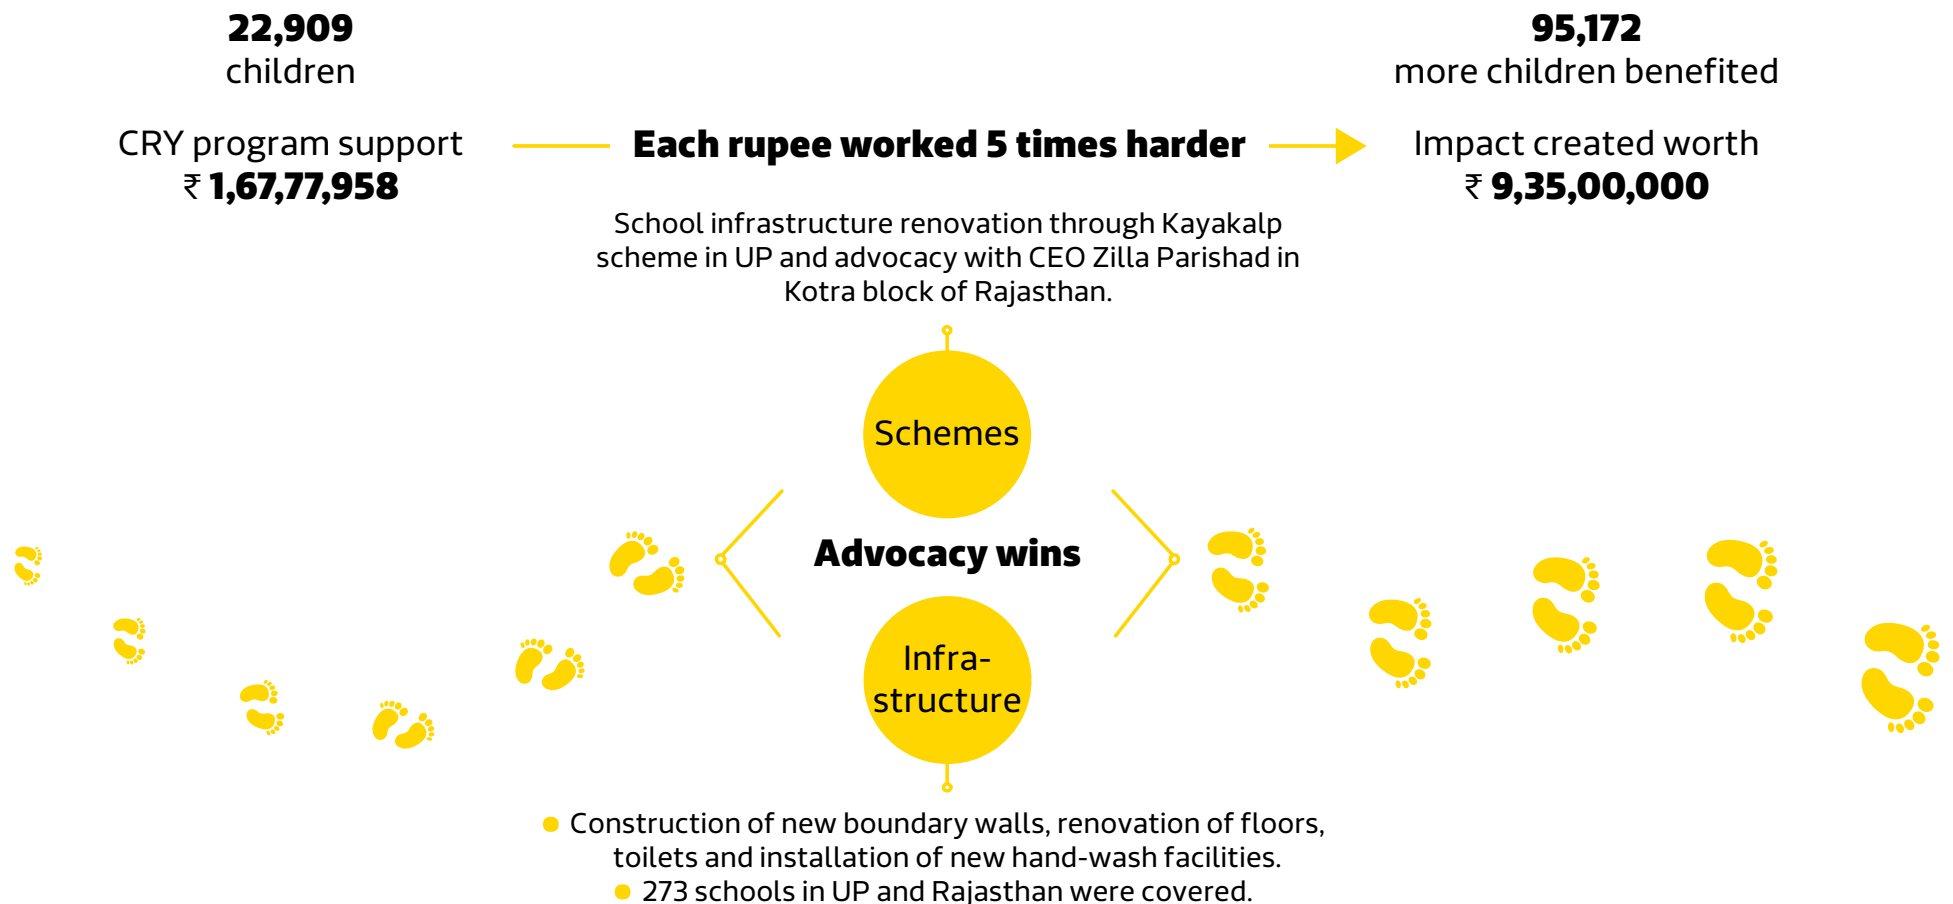 22,909
children
CRY program support
₹ 1,67,77,958
Each rupee worked 5 times harder
95,172
more children benefited
Impact created worth
₹ 9,35,00,000
School infrastructure renovation through Kayakalp
scheme in UP and advocacy with CEO Zilla Parishad in
Kotra block of Rajasthan.
Schemes
Advocacy wins
Infra-
structure
● Construction of new boundary walls, renovation of floors,
toilets and installation of new hand-wash facilities.
● 273 schools in UP and Rajasthan were covered.